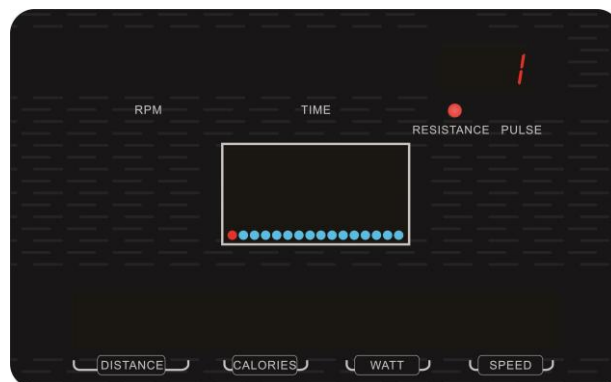 1
RPM TIME
RESISTANCE PULSE
DISTANCE CALORIES WATT SPEED